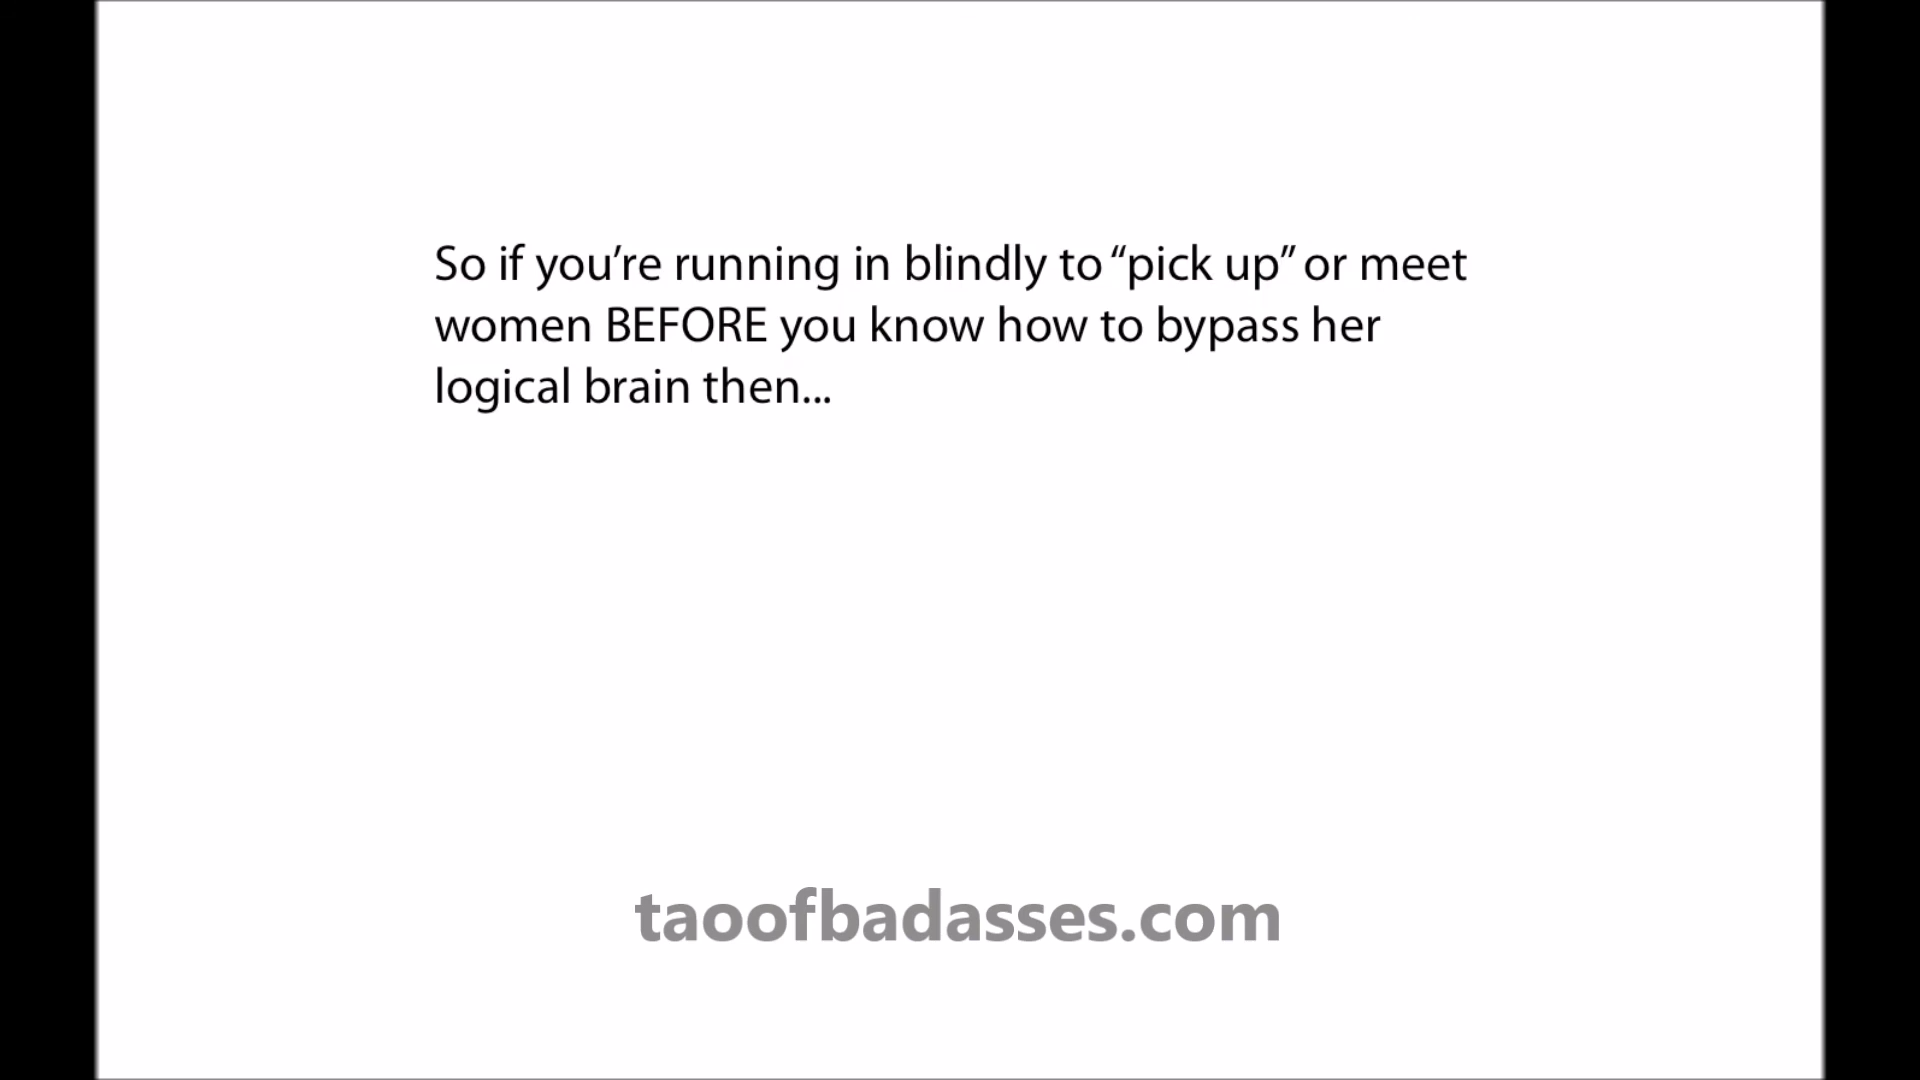 So if you’re running in blindly to “pick up” or meet
women BEFORE you know how to bypass her
logical brain then...
taoofbadasses.com